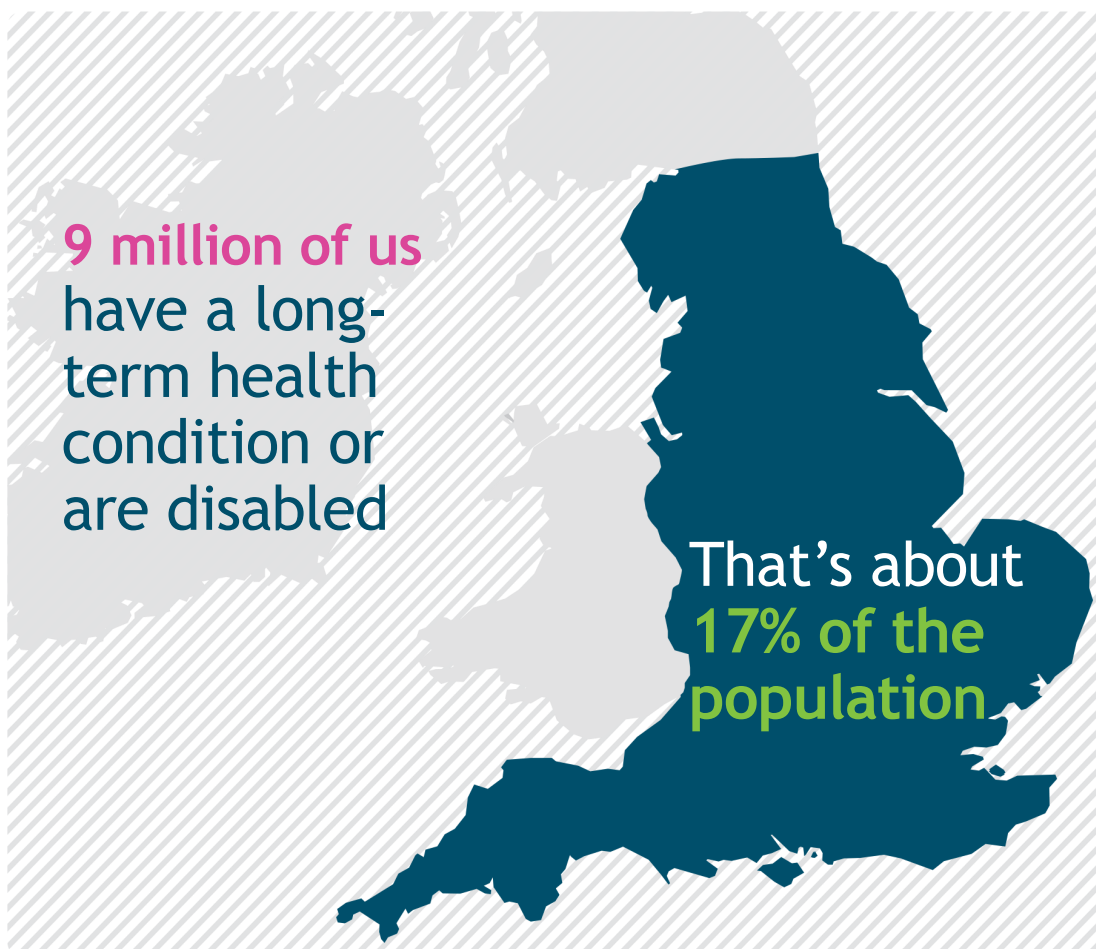 9 million of us
have a long-
term health
condition or
are disabled
That’s about
17% of the
population